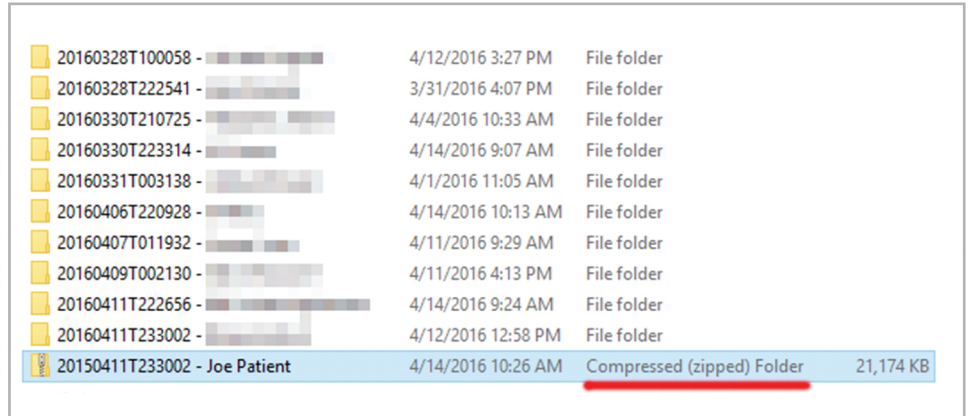 20160328T100058 - 4/12/2016 3:27 PM File folder
20160328T222541 - 3/31/2016 4:07 PM File folder
20160330T210725 - 4/4/2016 10:33 AM File folder
20160330T223314 - 4/14/2016 9:07 AM File folder
20160331T003138 - 4/1/2016 11:05 AM File folder
20160406T220928 - 4/14/2016 10:13 AM File folder
20160407T011932 - 4/11/2016 9:29 AM File folder
20160409T002130 - 4/11/2016 4:13 PM File folder
20160411T222656 - 4/14/2016 9:24 AM File folder
20160411T233002 - 4/12/2016 12:58 PM File folder
20150411T233002 - Joe Patient 4/14/2016 10:26 AM Compressed (zipped) Folder 21,174 KB